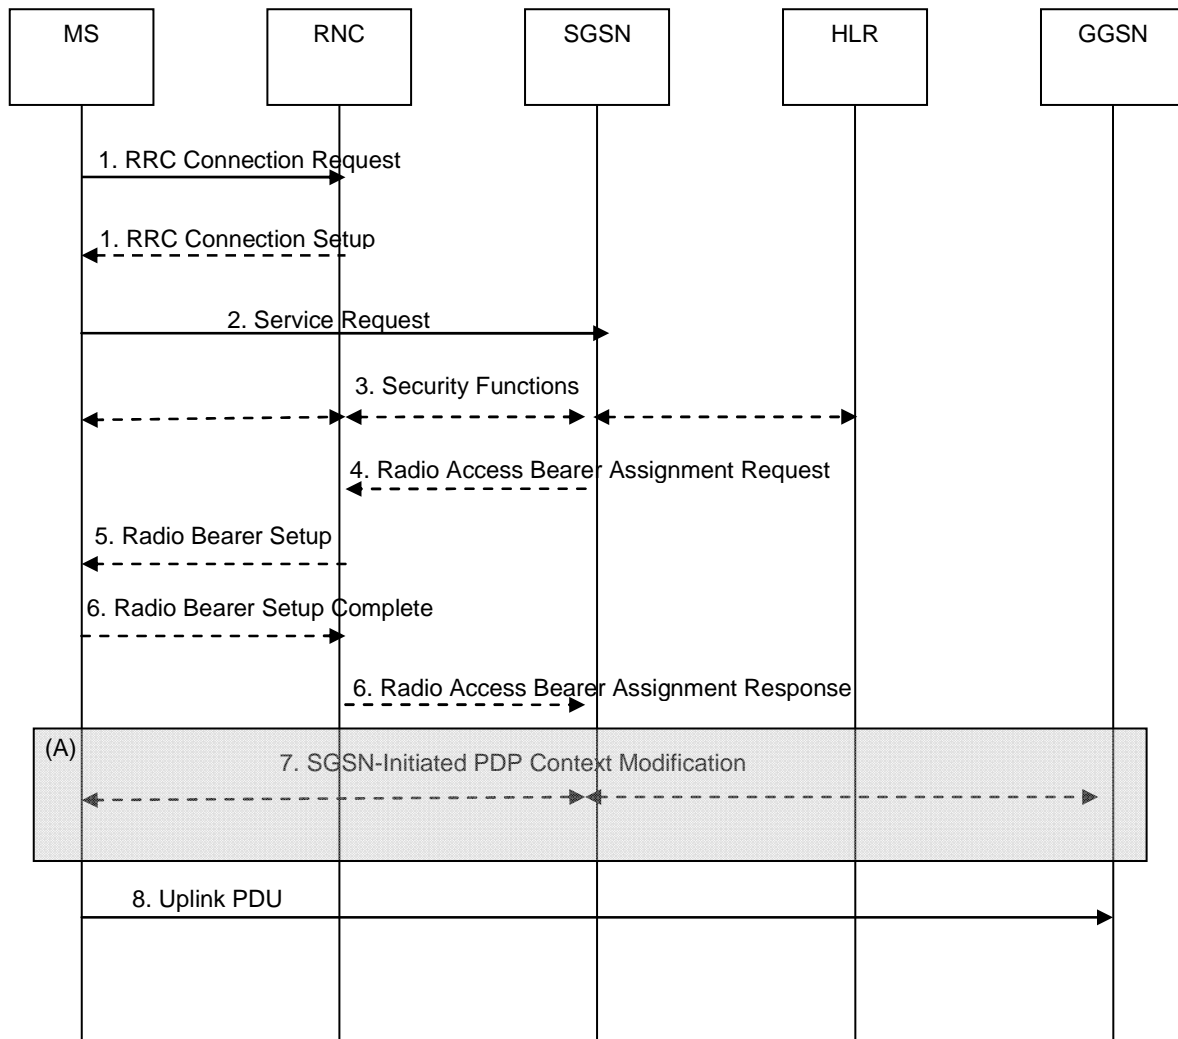 MS
RNC
SGSN
HLR
GGSN
1. RRC Connection Request
1. RRC Connection Setup
2. Service Request
3. Security Functions
4. Radio Access Bearer Assignment Request
5. Radio Bearer Setup
6. Radio Bearer Setup Complete
6. Radio Access Bearer Assignment Response
(A)
7. SGSN-Initiated PDP Context Modification
8. Uplink PDU